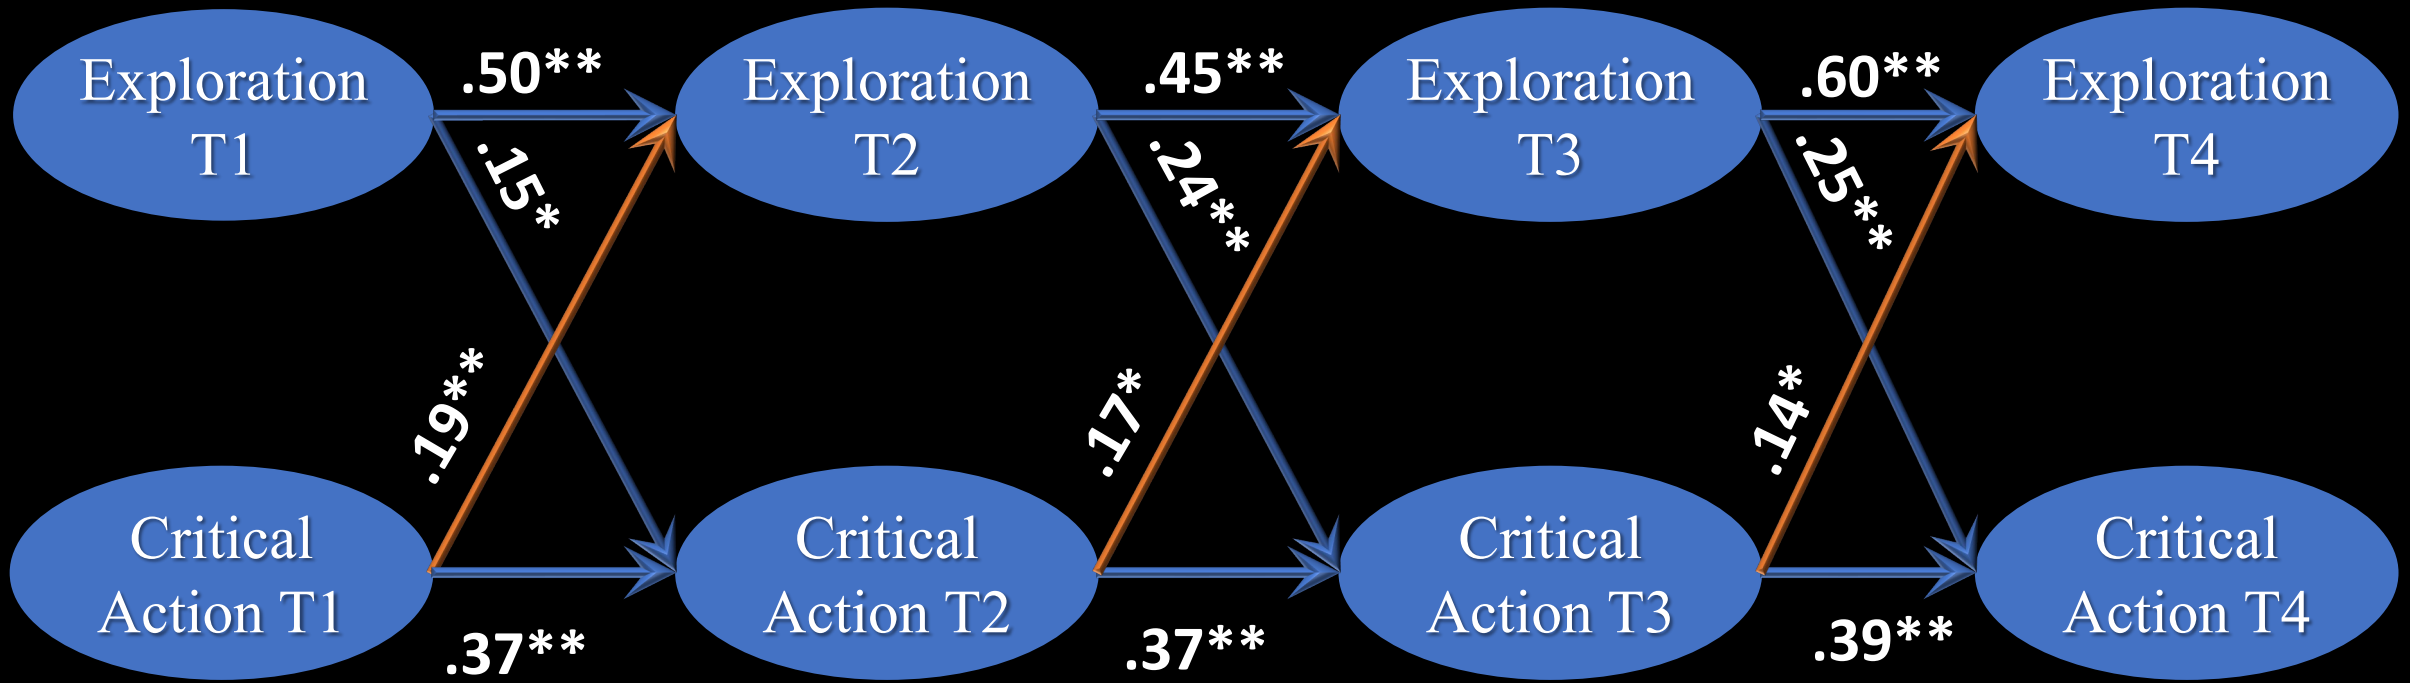 Exploration
T1
.50**
Exploration
T2
.45**
Exploration
T3
.60**
Exploration
T4
.15*
.24**
.25**
.19**
.17*
.14*
Critical
Action T1
.37**
Critical
Action T2
.37**
Critical
Action T3
.39**
Critical
Action T4